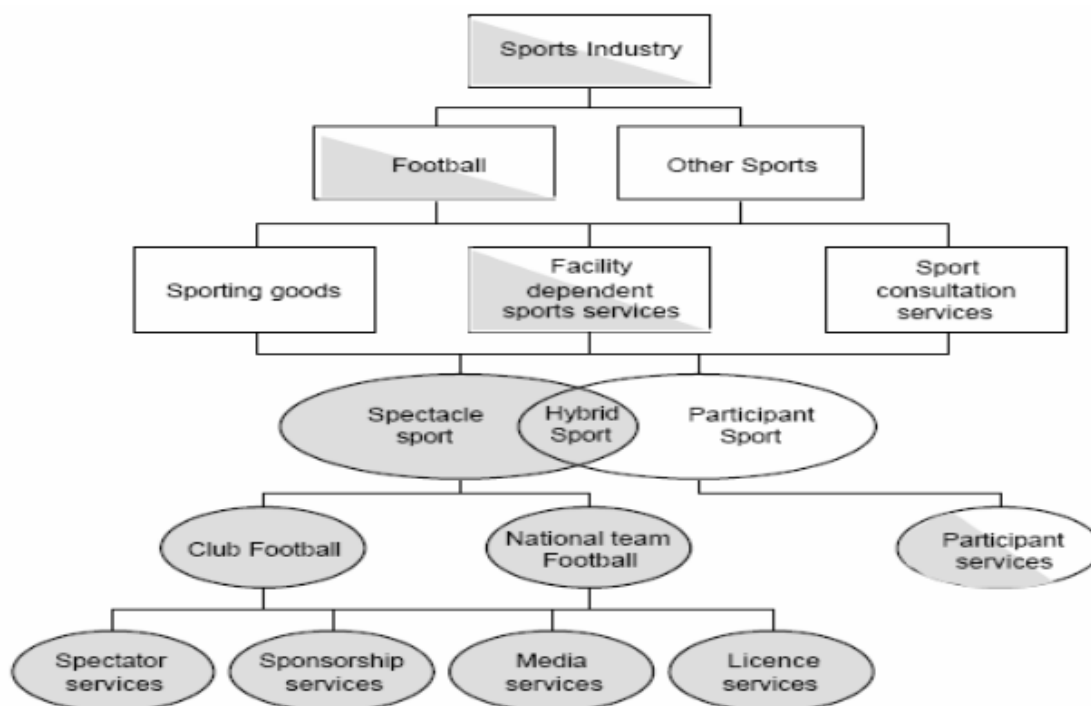 Sports Industry
Football
Other Sports
Sporting goods
Facility
dependent
sports services
Sport
consultation
services
Spectacle
sport
Hybrid
Sport
Participant
Sport
Club Football
National team
Football
Participant
services
Spectator
services
Sponsorship
services
Media
services
Licence
services